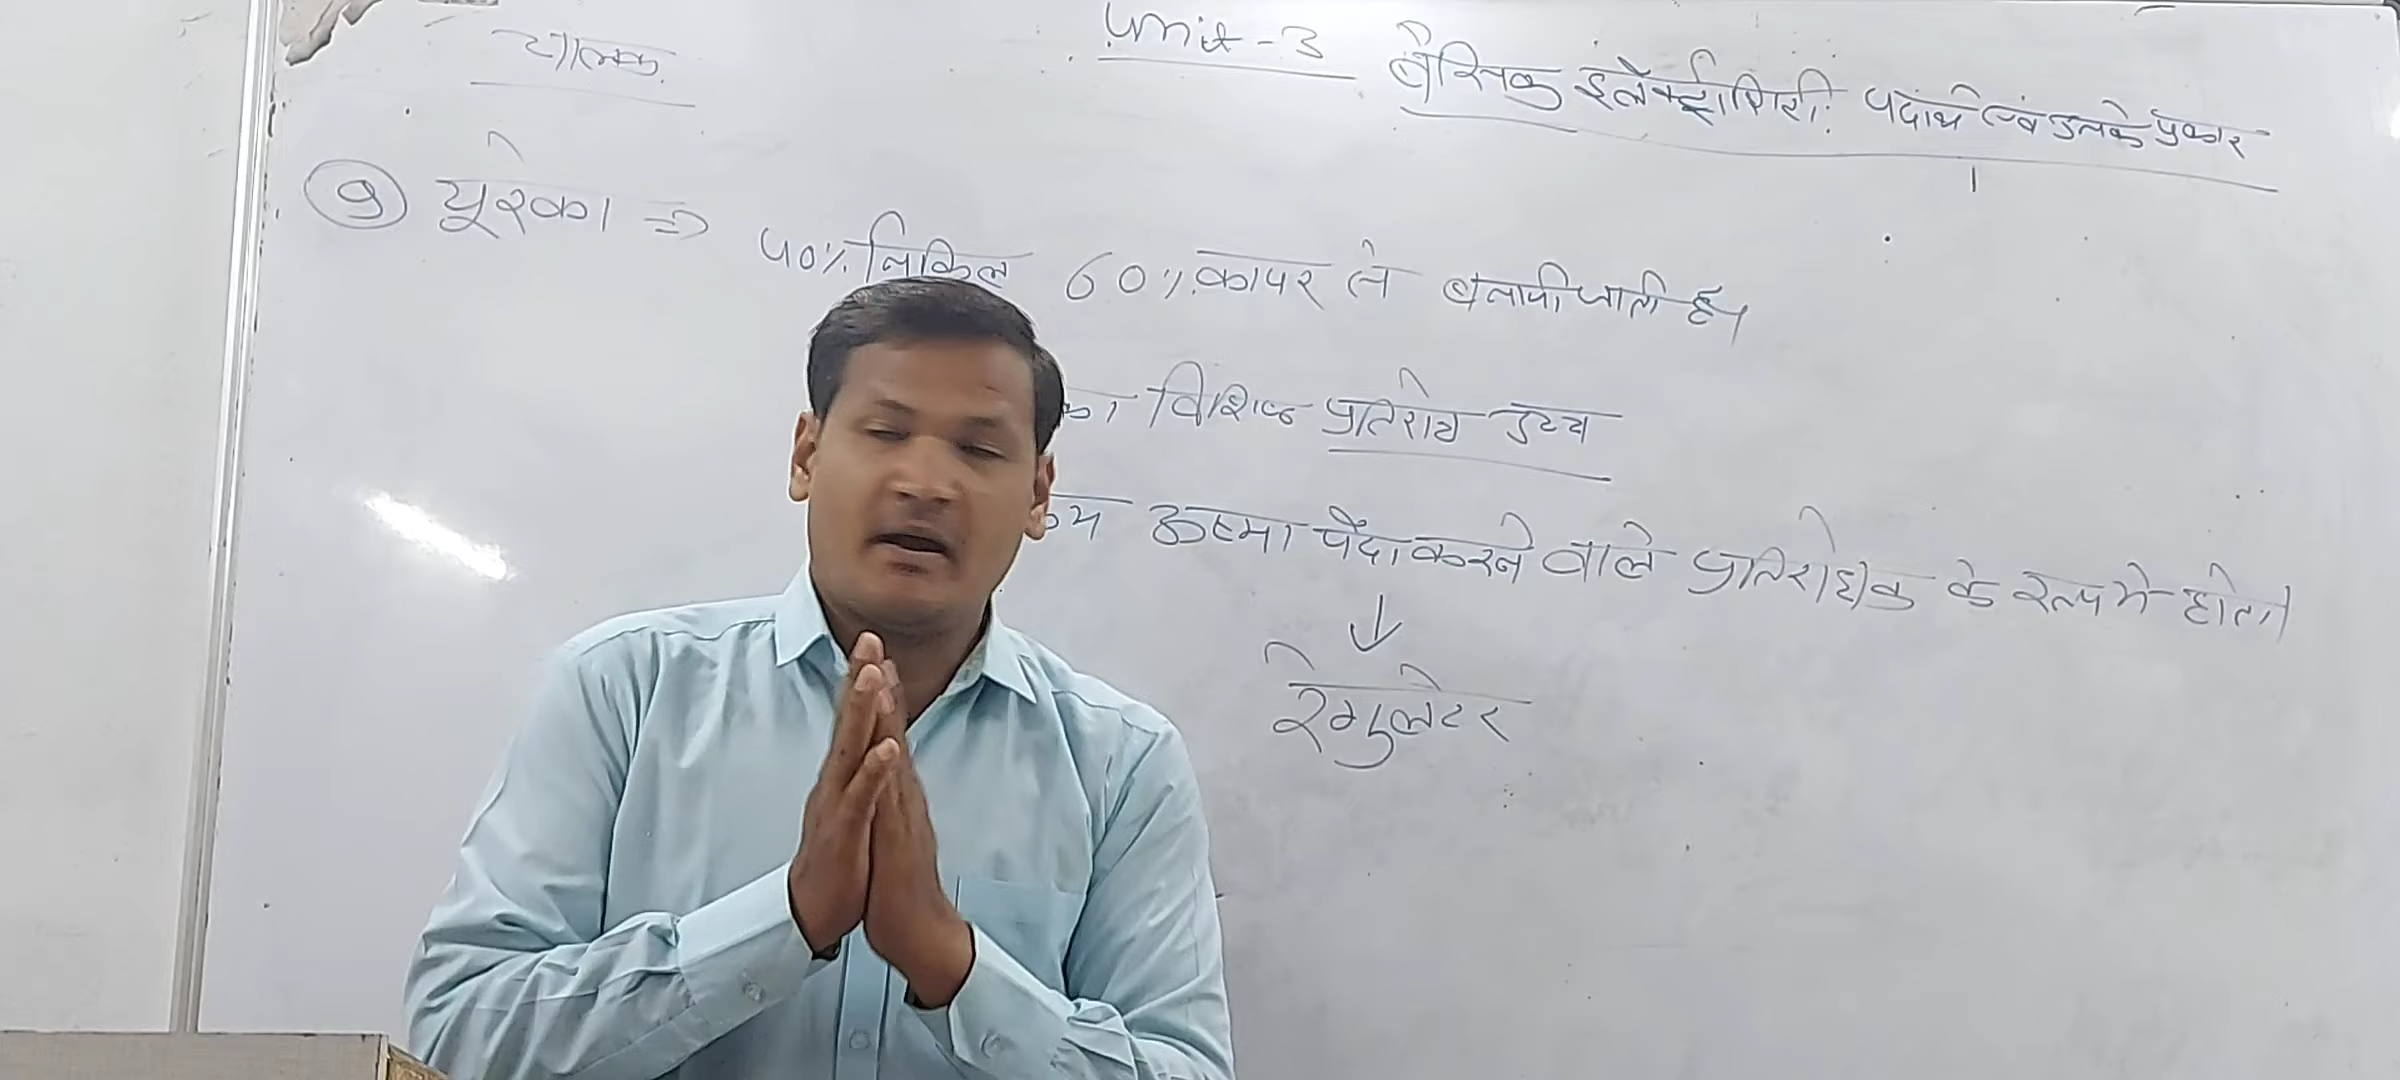 चालक
Unit-3 बैसिक इलेक्ट्रीसिटी: पदार्थ एवं उनके प्रकार
9 यूरेका ⇒ 40% निकिल 60% कापर से बनायी जाती है।
का विशिष्ट प्रतिरोध उच्च
ऊष्मा पैदा करने वाले प्रतिरोधक के रूप मे होता
↓
रेगुलेटर